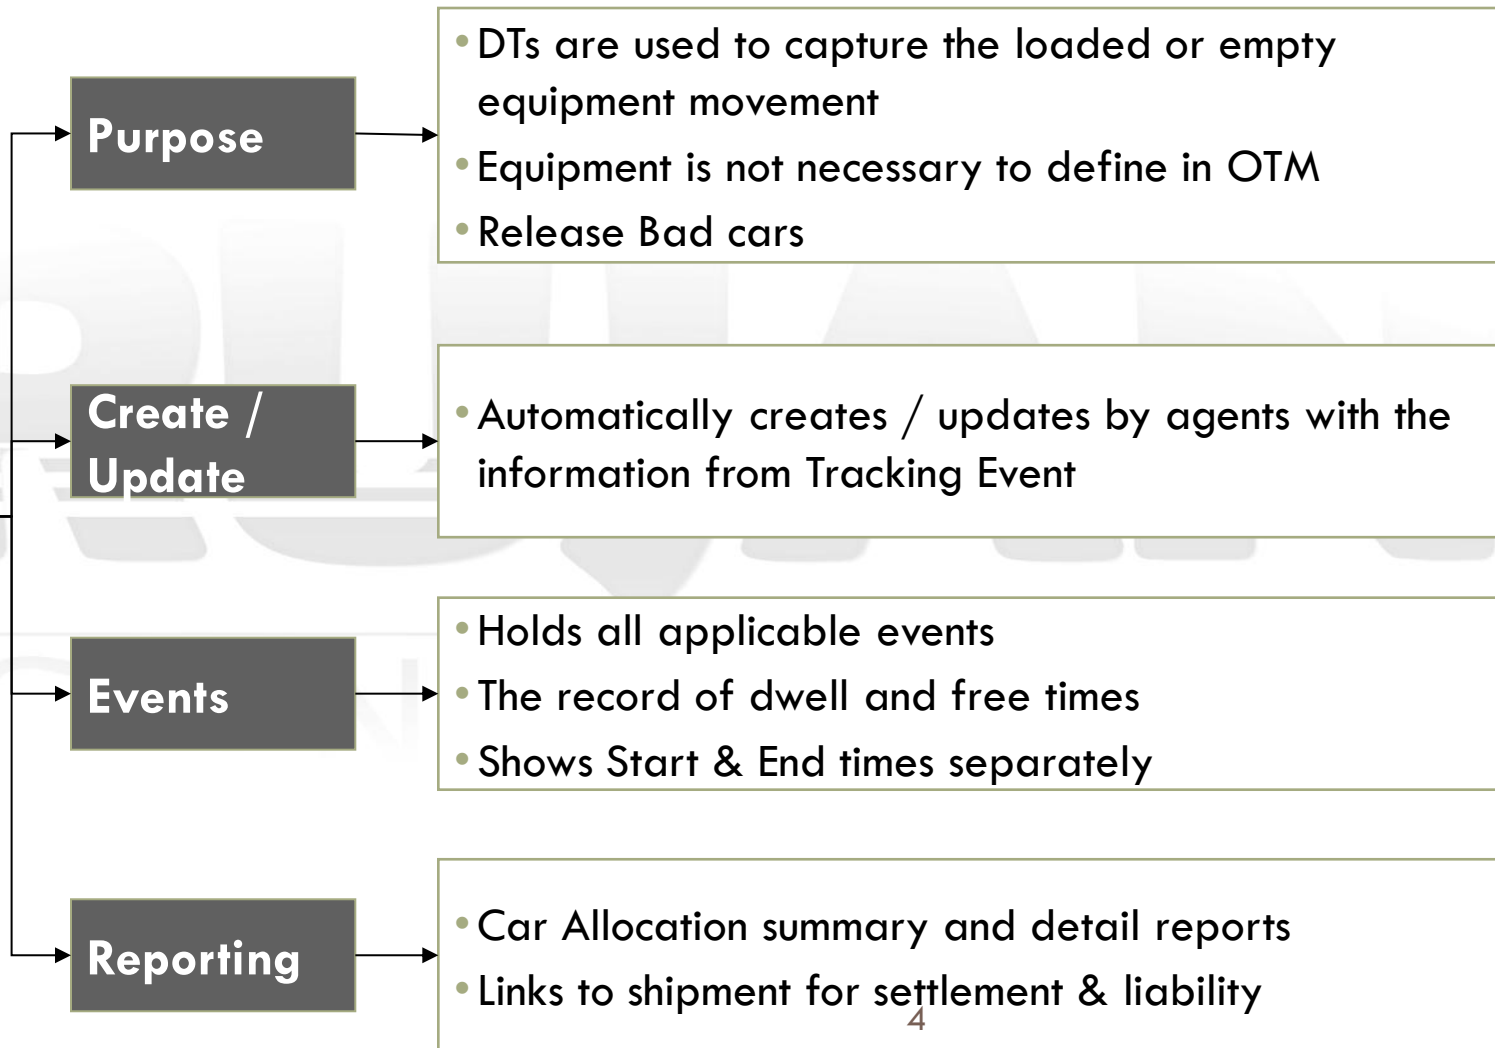 Purpose
• DTs are used to capture the loaded or empty
equipment movement
• Equipment is not necessary to define in OTM
• Release Bad cars
Create /
Update
• Automatically creates / updates by agents with the
information from Tracking Event
Events
• Holds all applicable events
• The record of dwell and free times
• Shows Start & End times separately
Reporting
• Car Allocation summary and detail reports
• Links to shipment for settlement & liability
4